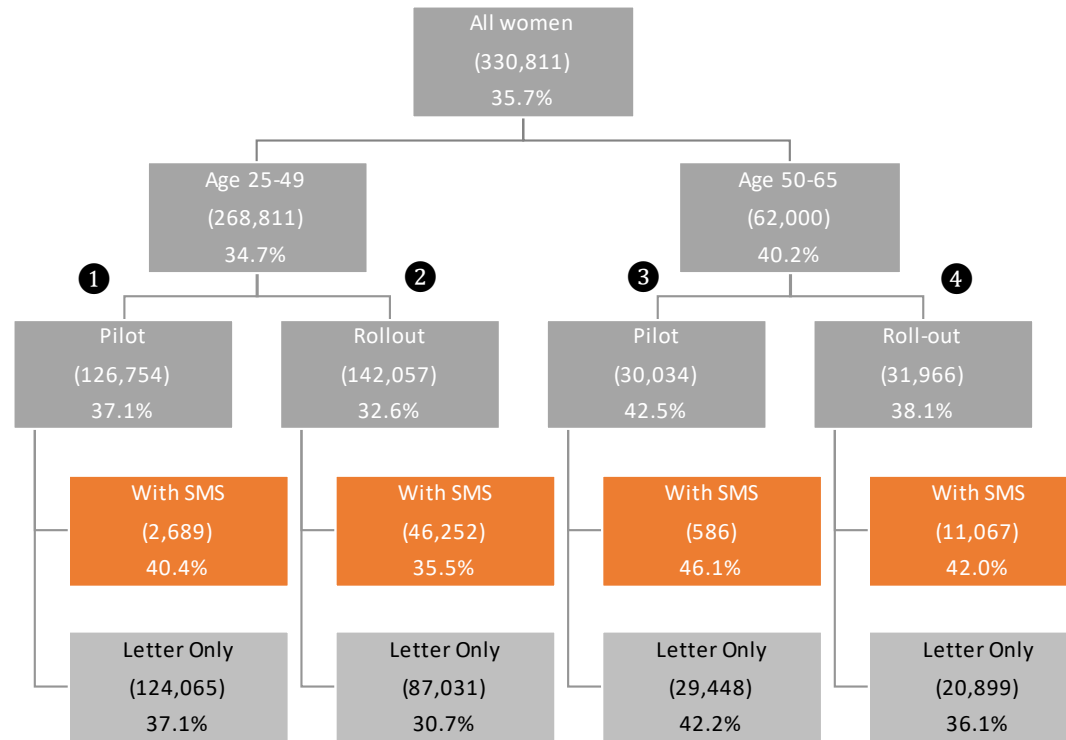 All women
(330,811)
35.7%
Age 25-49
(268,811)
34.7%
Age 50-65
(62,000)
40.2%
❶
❷
❸
❹
Pilot
(126,754)
37.1%
Rollout
(142,057)
32.6%
Pilot
(30,034)
42.5%
Roll-out
(31,966)
38.1%
With SMS
(2,689)
40.4%
With SMS
(46,252)
35.5%
With SMS
(586)
46.1%
With SMS
(11,067)
42.0%
Letter Only
(124,065)
37.1%
Letter Only
(87,031)
30.7%
Letter Only
(29,448)
42.2%
Letter Only
(20,899)
36.1%